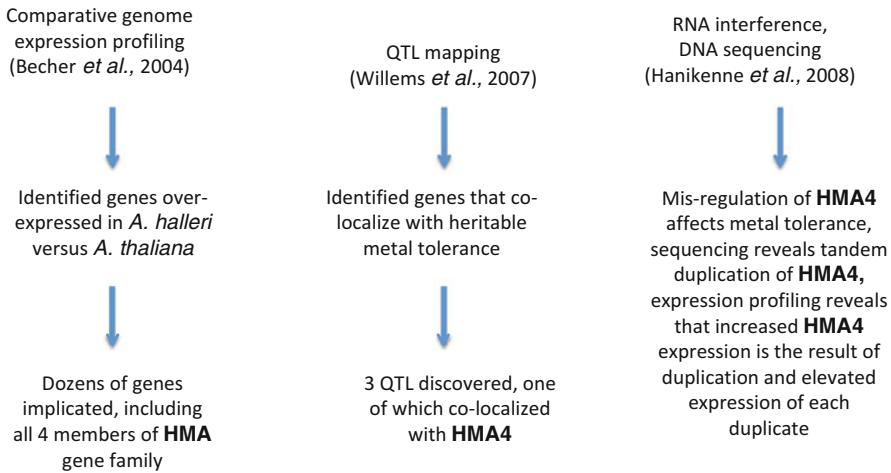 Comparative genome
expression profiling
(Becher et al., 2004)
Identified genes over-
expressed in A. halleri
versus A. thaliana
Dozens of genes
implicated, including
all 4 members of HMA
gene family
QTL mapping
(Willems et al., 2007)
Identified genes that co-
localize with heritable
metal tolerance
3 QTL discovered, one
of which co-localized
with HMA4
RNA interference,
DNA sequencing
(Hanikenne et al., 2008)
Mis-regulation of HMA4
affects metal tolerance,
sequencing reveals tandem
duplication of HMA4,
expression profiling reveals
that increased HMA4
expression is the result of
duplication and elevated
expression of each
duplicate